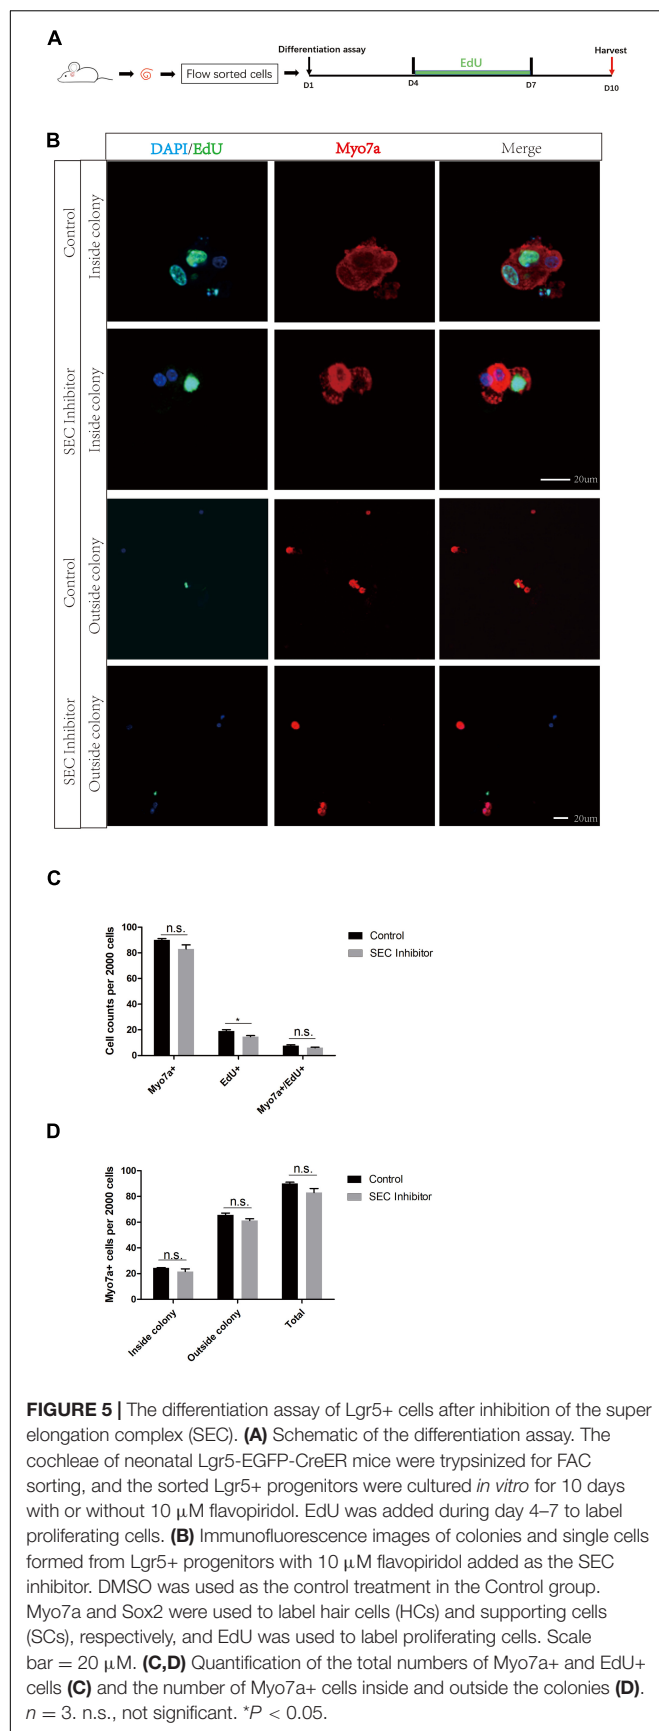 A
Differentiation assay
EdU
Harvest
Flow sorted cells
D1
D4
D7
D10
B
DAPI/EdU
Myo7a
Merge
Control
Inside colony
SEC Inhibitor
Inside colony
20um
Control
Outside colony
SEC Inhibitor
Outside colony
20um
C
Cell counts per 2000 cells
100
80
60
40
20
0
n.s.
*
n.s.
Myo7a+
EdU+
Myo7a+/EdU+
Control
SEC Inhibitor
D
Myo7a+ cells per 2000 cells
100
80
60
40
20
0
n.s.
n.s.
n.s.
Inside colony
Outside colony
Total
Control
SEC Inhibitor
FIGURE 5 | The differentiation assay of Lgr5+ cells after inhibition of the super
elongation complex (SEC). (A) Schematic of the differentiation assay. The
cochleae of neonatal Lgr5-EGFP-CreER mice were trypsinized for FAC
sorting, and the sorted Lgr5+ progenitors were cultured in vitro for 10 days
with or without 10 μM flavopiridol. EdU was added during day 4–7 to label
proliferating cells. (B) Immunofluorescence images of colonies and single cells
formed from Lgr5+ progenitors with 10 μM flavopiridol added as the SEC
inhibitor. DMSO was used as the control treatment in the Control group.
Myo7a and Sox2 were used to label hair cells (HCs) and supporting cells
(SCs), respectively, and EdU was used to label proliferating cells. Scale
bar = 20 μM. (C,D) Quantification of the total numbers of Myo7a+ and EdU+
cells (C) and the number of Myo7a+ cells inside and outside the colonies (D).
n = 3. n.s., not significant. *P < 0.05.